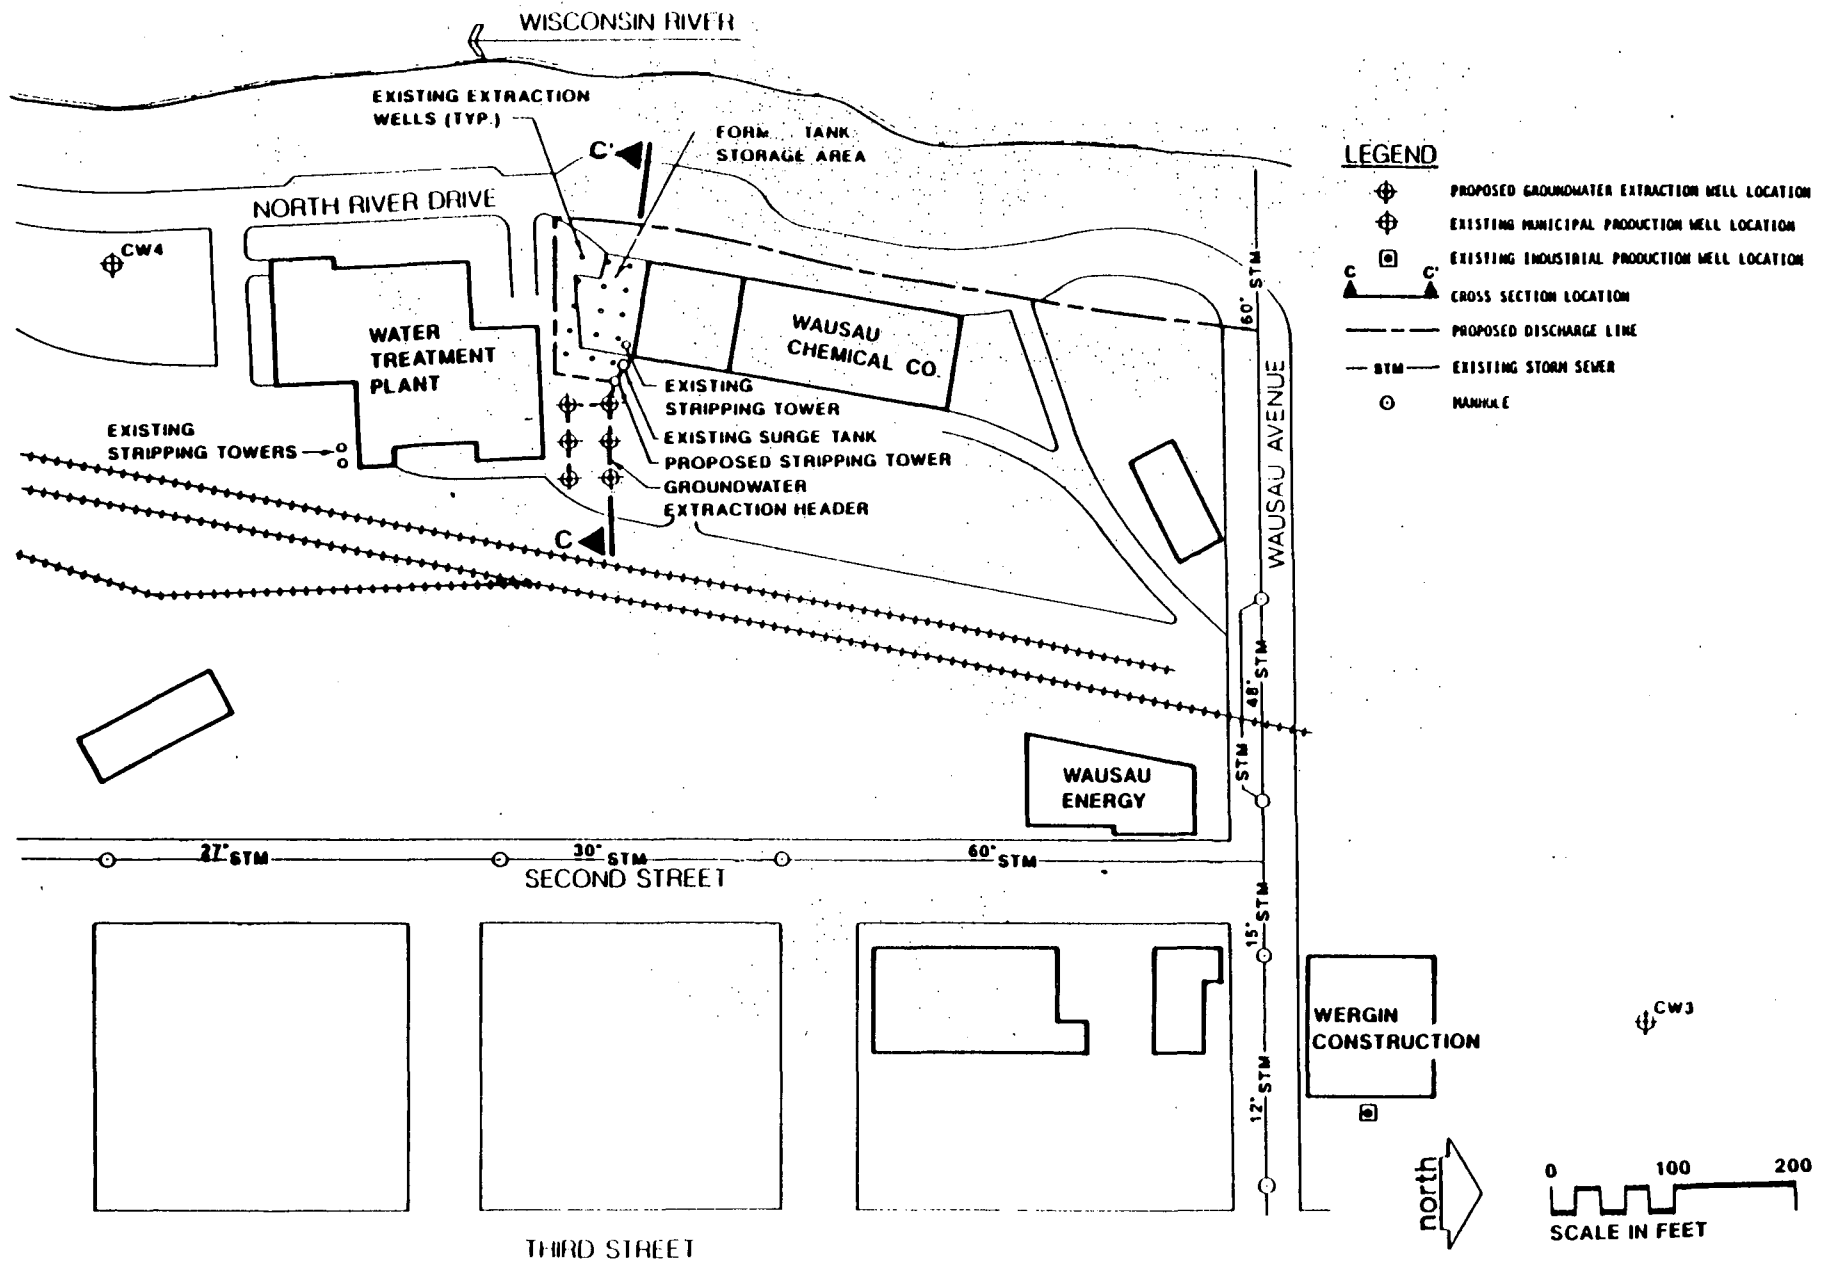 WISCONSIN RIVER
EXISTING EXTRACTION
WELLS (TYP.)
C'
FORM TANK
STORAGE AREA
NORTH RIVER DRIVE
CW4
WATER
TREATMENT
PLANT
WAUSAU
CHEMICAL CO.
EXISTING
STRIPPING TOWER
EXISTING SURGE TANK
PROPOSED STRIPPING TOWER
GROUNDWATER
EXTRACTION HEADER
EXISTING
STRIPPING TOWERS
C
60" STM
WAUSAU AVENUE
48" STM
STM
WAUSAU
ENERGY
27" STM
30" STM
60" STM
SECOND STREET
15" STM
12" STM
WERGIN
CONSTRUCTION
CW3
THIRD STREET
LEGEND
PROPOSED GROUNDWATER EXTRACTION WELL LOCATION
EXISTING MUNICIPAL PRODUCTION WELL LOCATION
EXISTING INDUSTRIAL PRODUCTION WELL LOCATION
C C' CROSS SECTION LOCATION
PROPOSED DISCHARGE LINE
STM EXISTING STORM SEWER
MANHOLE
north
0 100 200
SCALE IN FEET